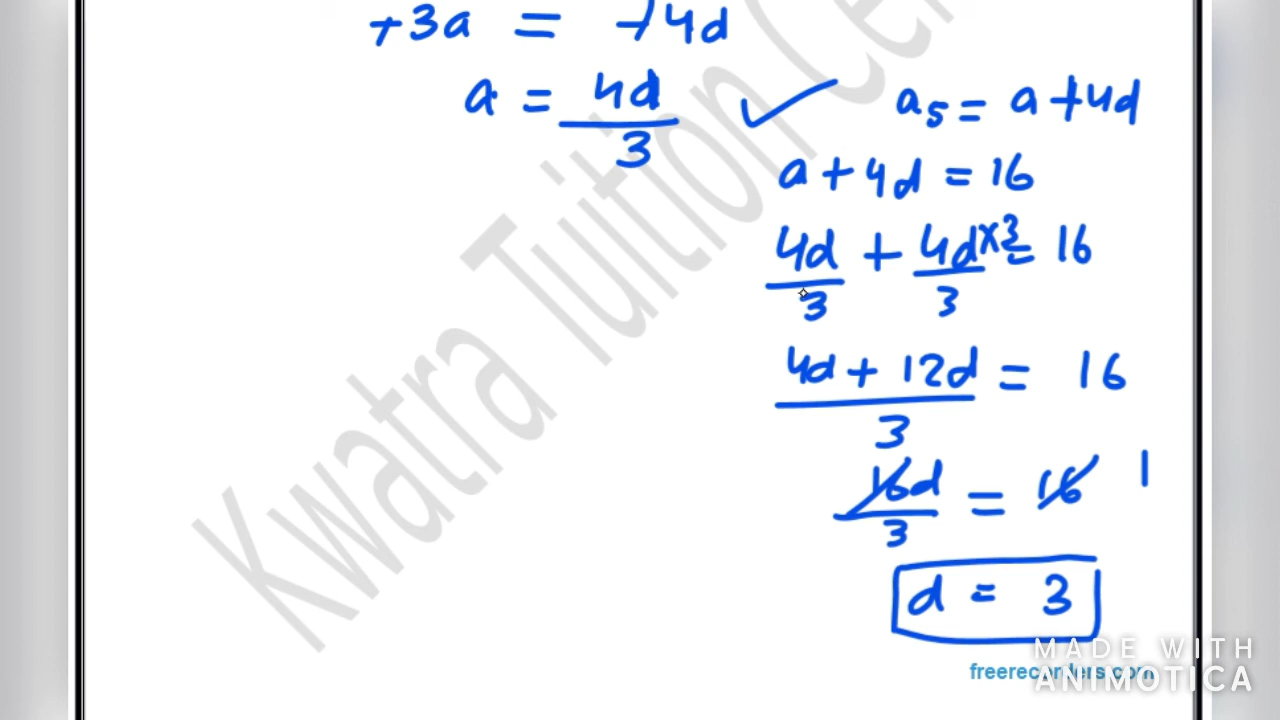 +3a = +4d
a = 4d/3 ✓
a₅ = a + 4d
a + 4d = 16
4d/3 + 4d×3/3 = 16
4d + 12d/3 = 16
16d/3 = 16 1
d = 3
Kwatra Tuition Cen
freerecorders.com
MADE WITH
ANIMOTICA